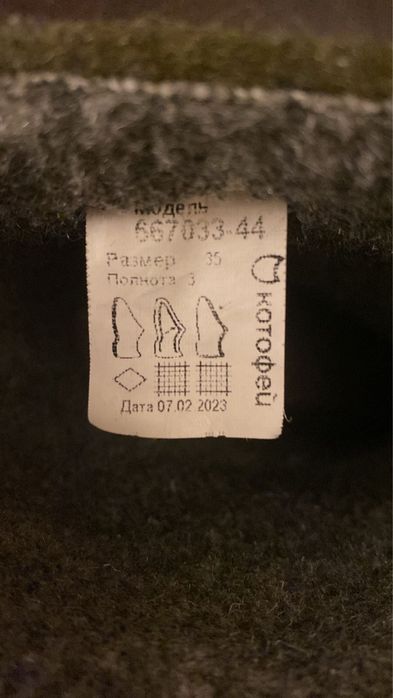 Модель
667033-44
Размер 35
Полнота 3
Дата 07.02 2023
котофей